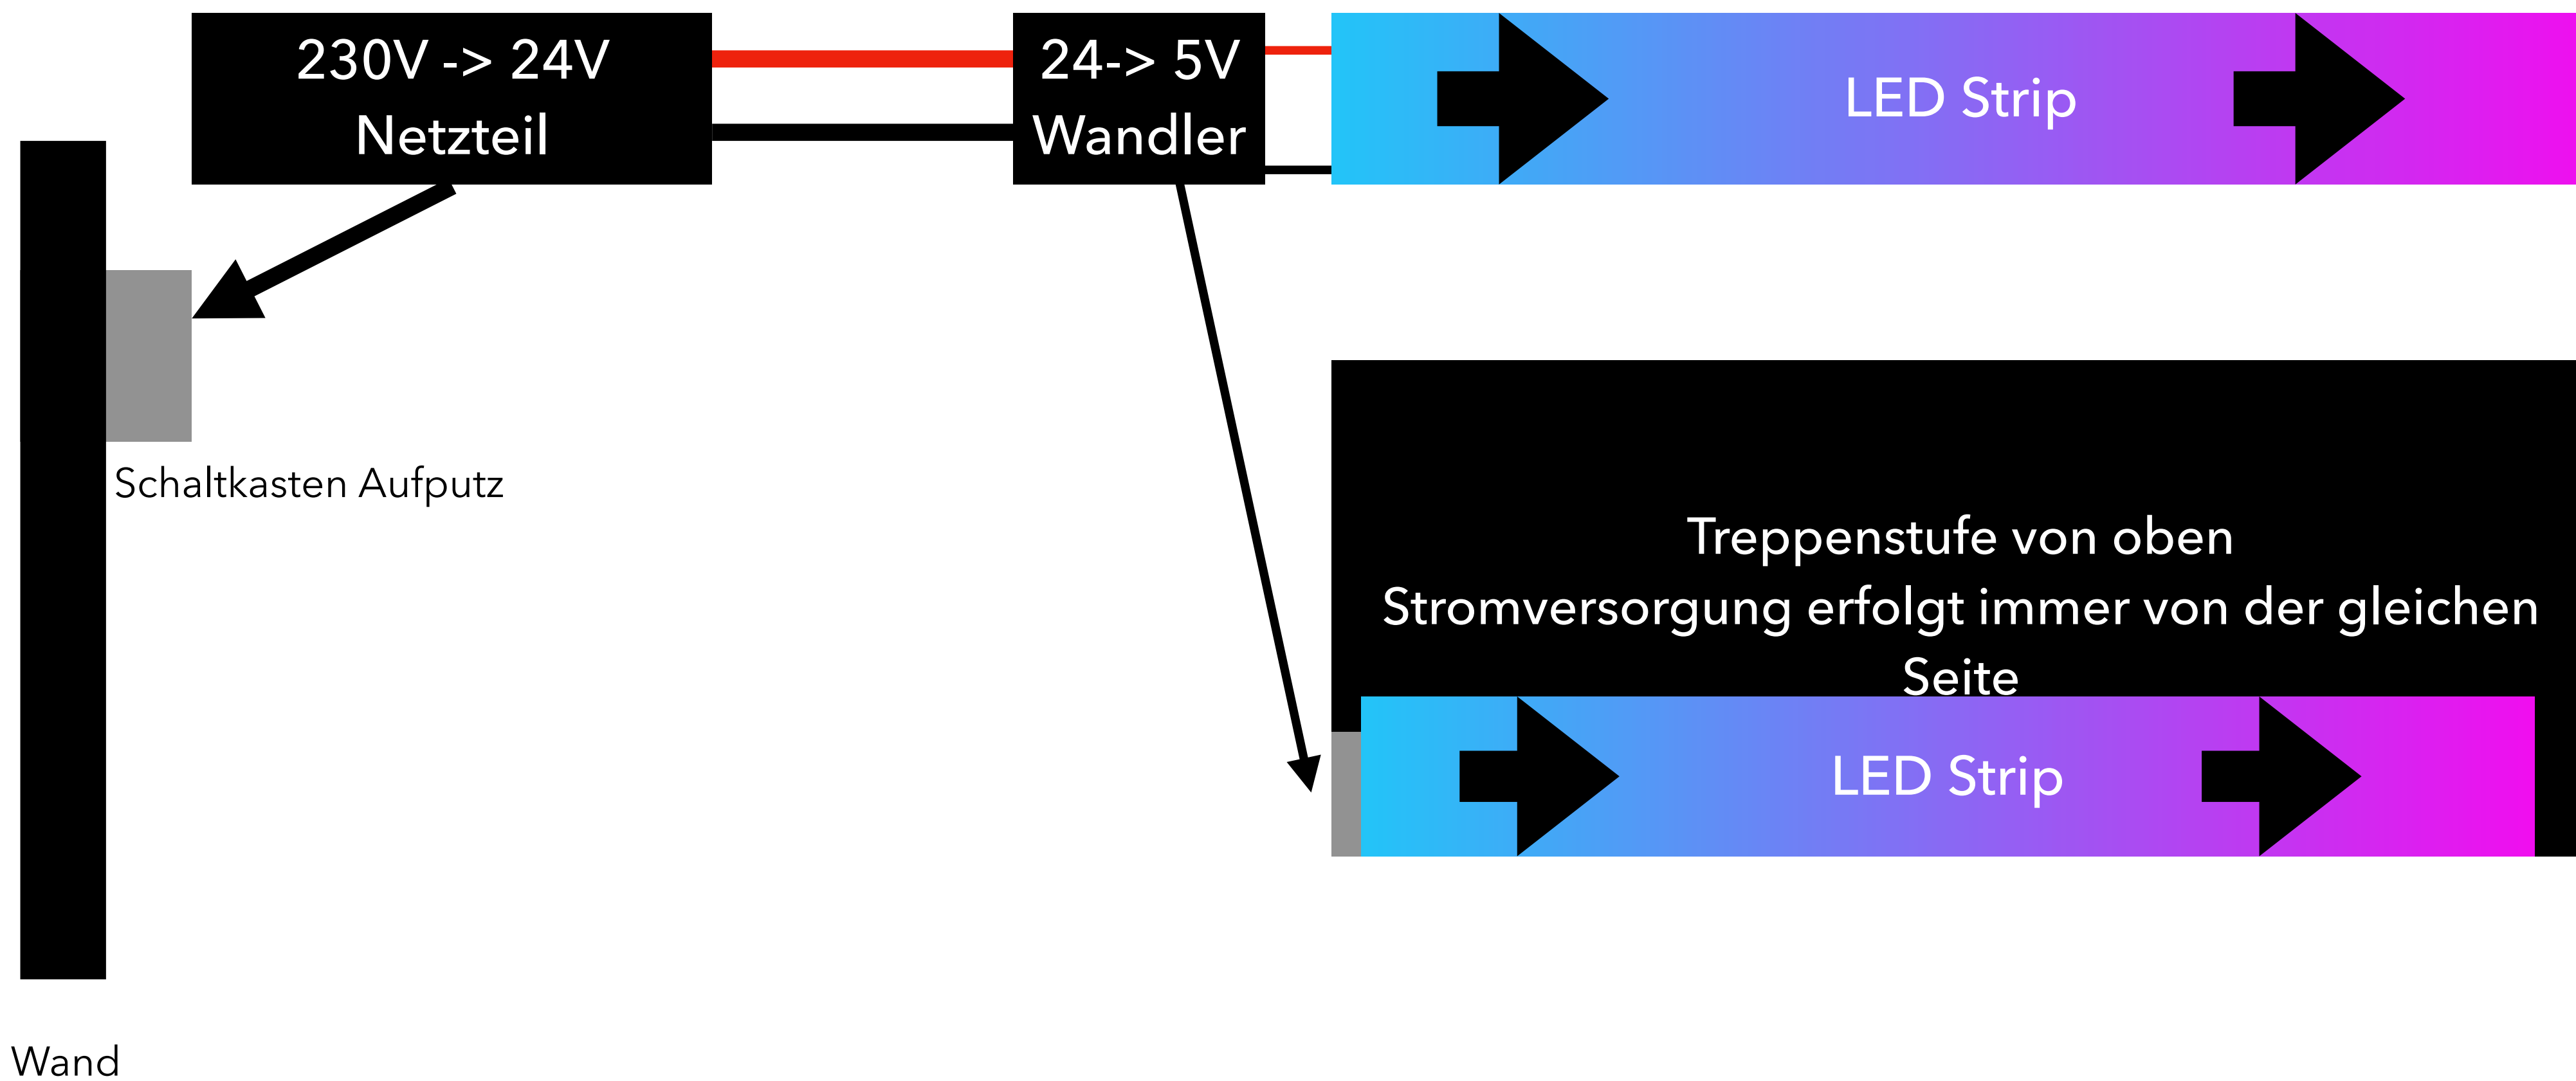 230V -> 24V
Netzteil
24-> 5V
Wandler
LED Strip
Schaltkasten Aufputz
Treppenstufe von oben
Stromversorgung erfolgt immer von der gleichen
Seite
LED Strip
Wand